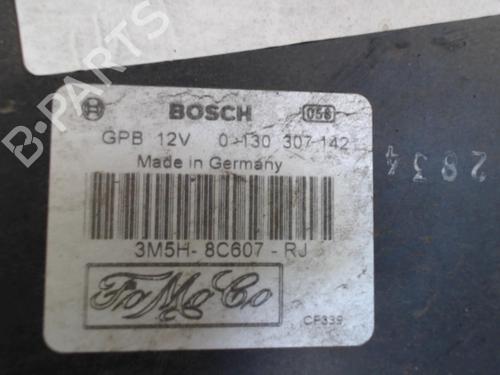 B-PARTS
BOSCH 056
GPB 12V 0 130 307 142
Made in Germany
3M5H- 8C607 - RJ
FoMoCo
CF339
2834